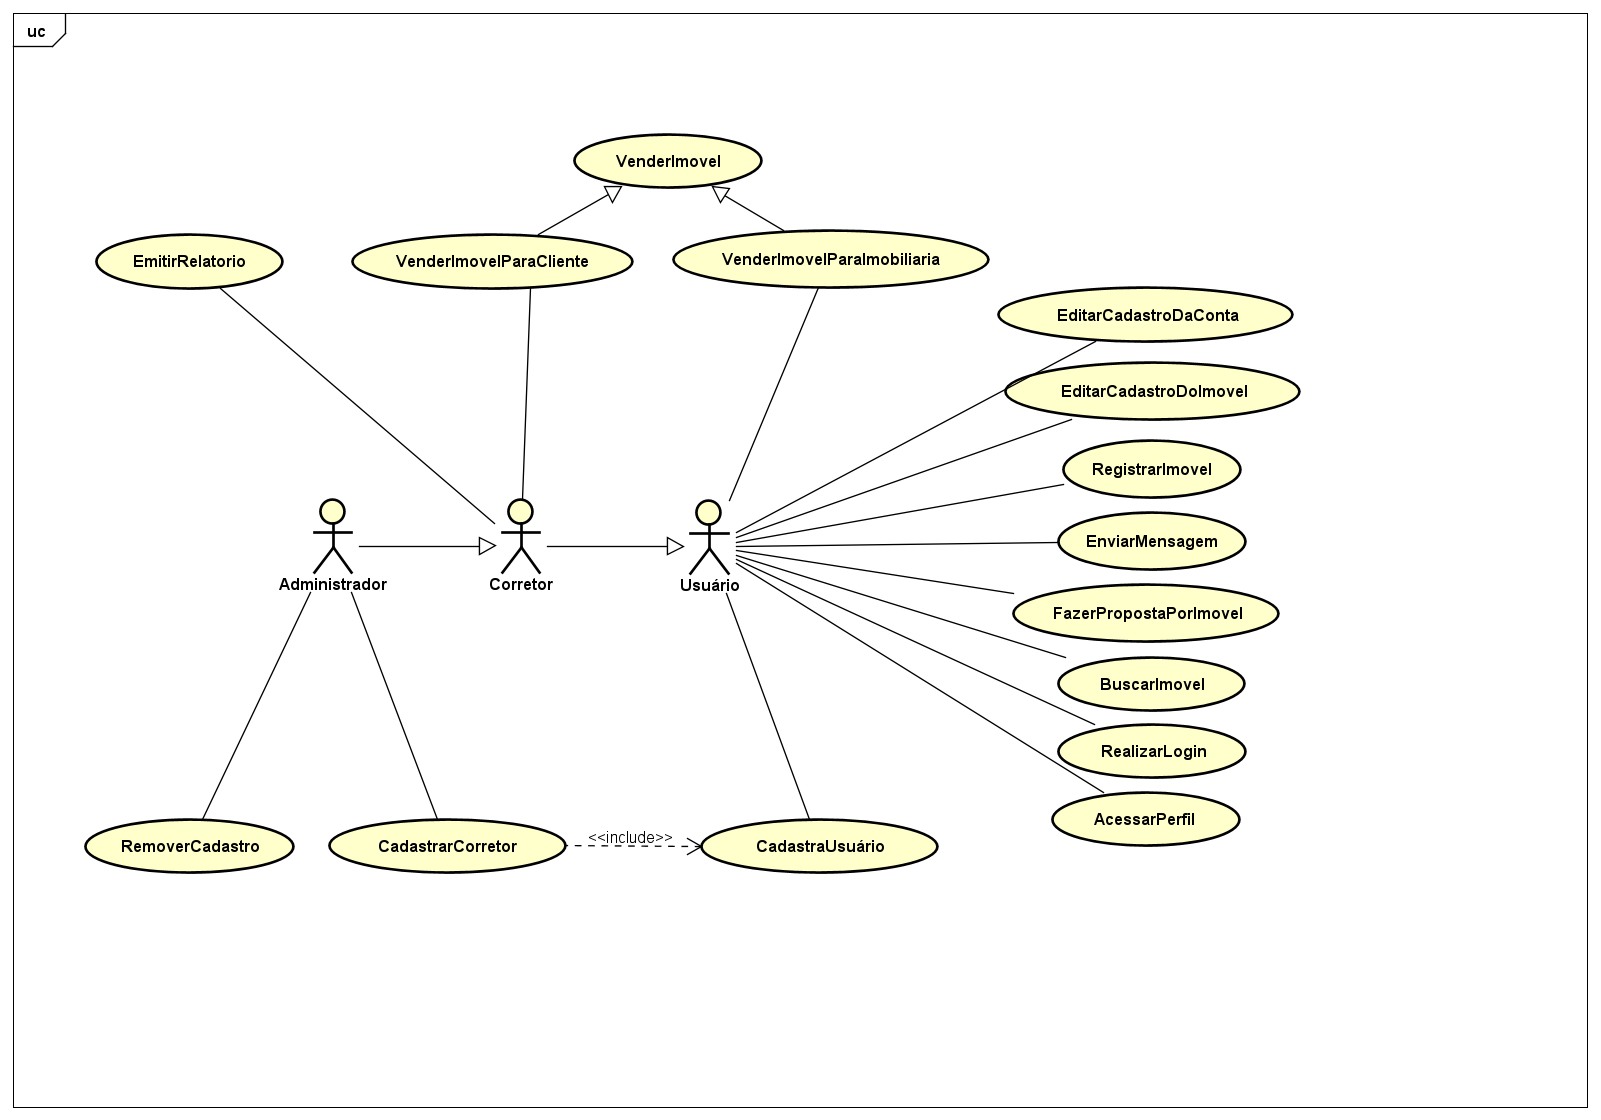 uc
VenderImovel
EmitirRelatorio
VenderImovelParaCliente
VenderImovelParaImobiliaria
EditarCadastroDaConta
EditarCadastroDoImovel
RegistrarImovel
EnviarMensagem
Administrador
Corretor
Usuário
FazerPropostaPorImovel
BuscarImovel
RealizarLogin
AcessarPerfil
RemoverCadastro
CadastrarCorretor
<<include>>
CadastraUsuário